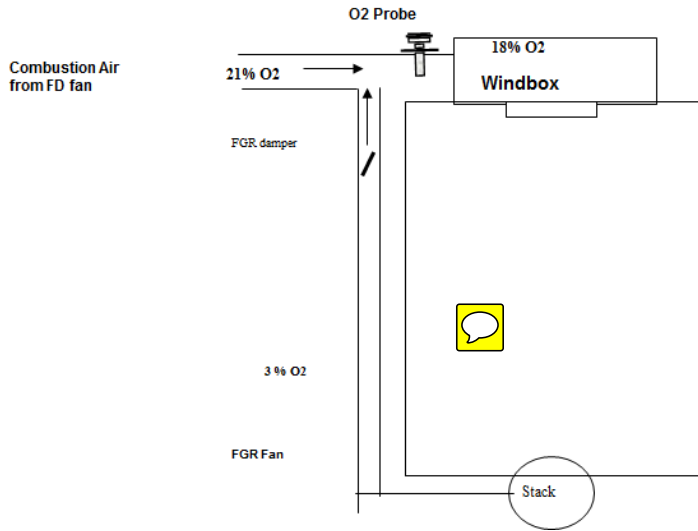 O2 Probe
18% O2
Combustion Air
from FD fan
21% O2
Windbox
FGR damper
3 % O2
FGR Fan
Stack